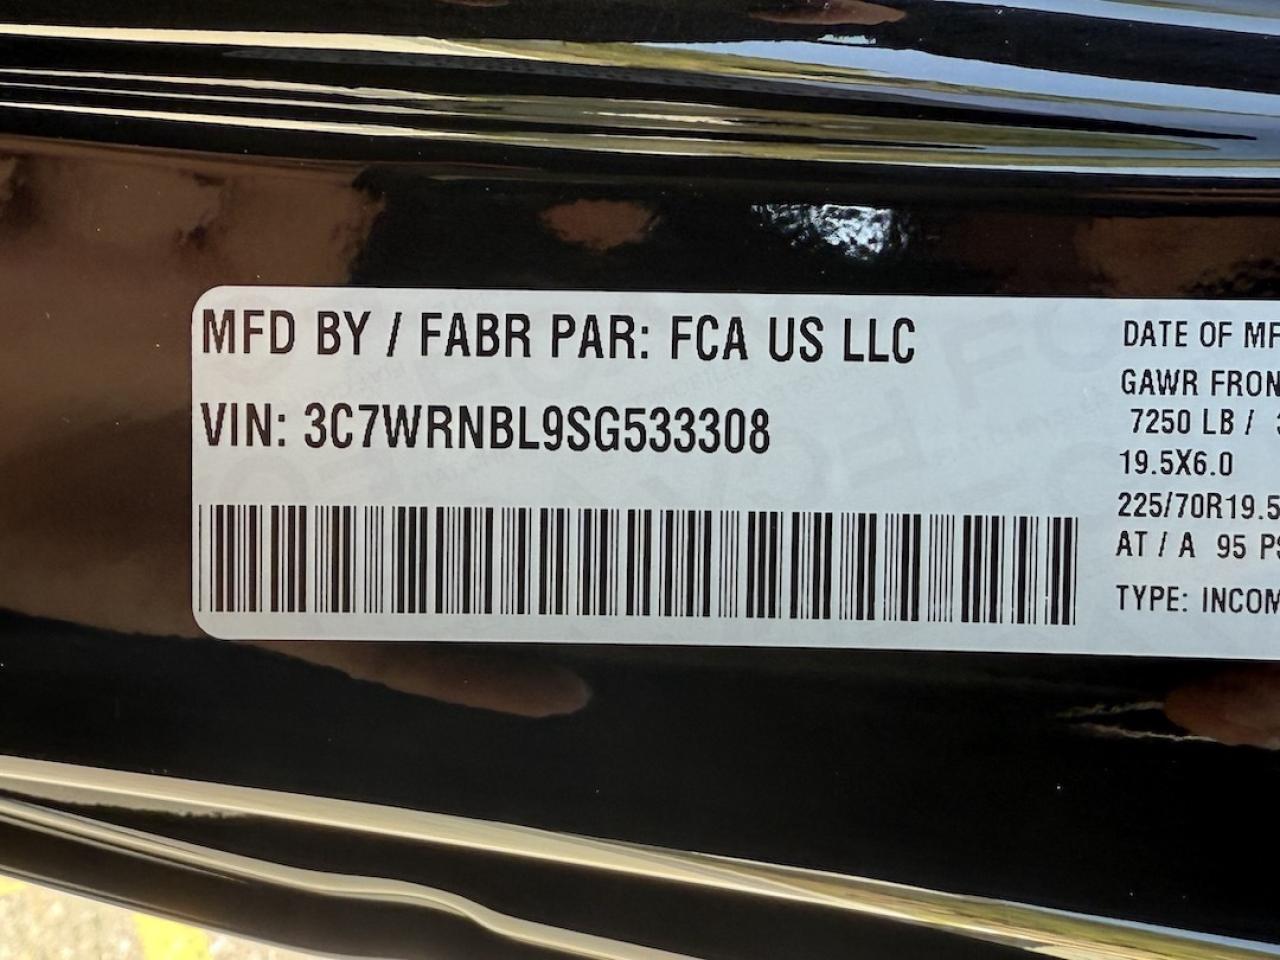 MFD BY / FABR PAR: FCA US LLC
VIN: 3C7WRNBL9SG533308
DATE OF MF
GAWR FRON
7250 LB /
19.5X6.0
225/70R19.5
AT / A 95 PS
TYPE: INCOM